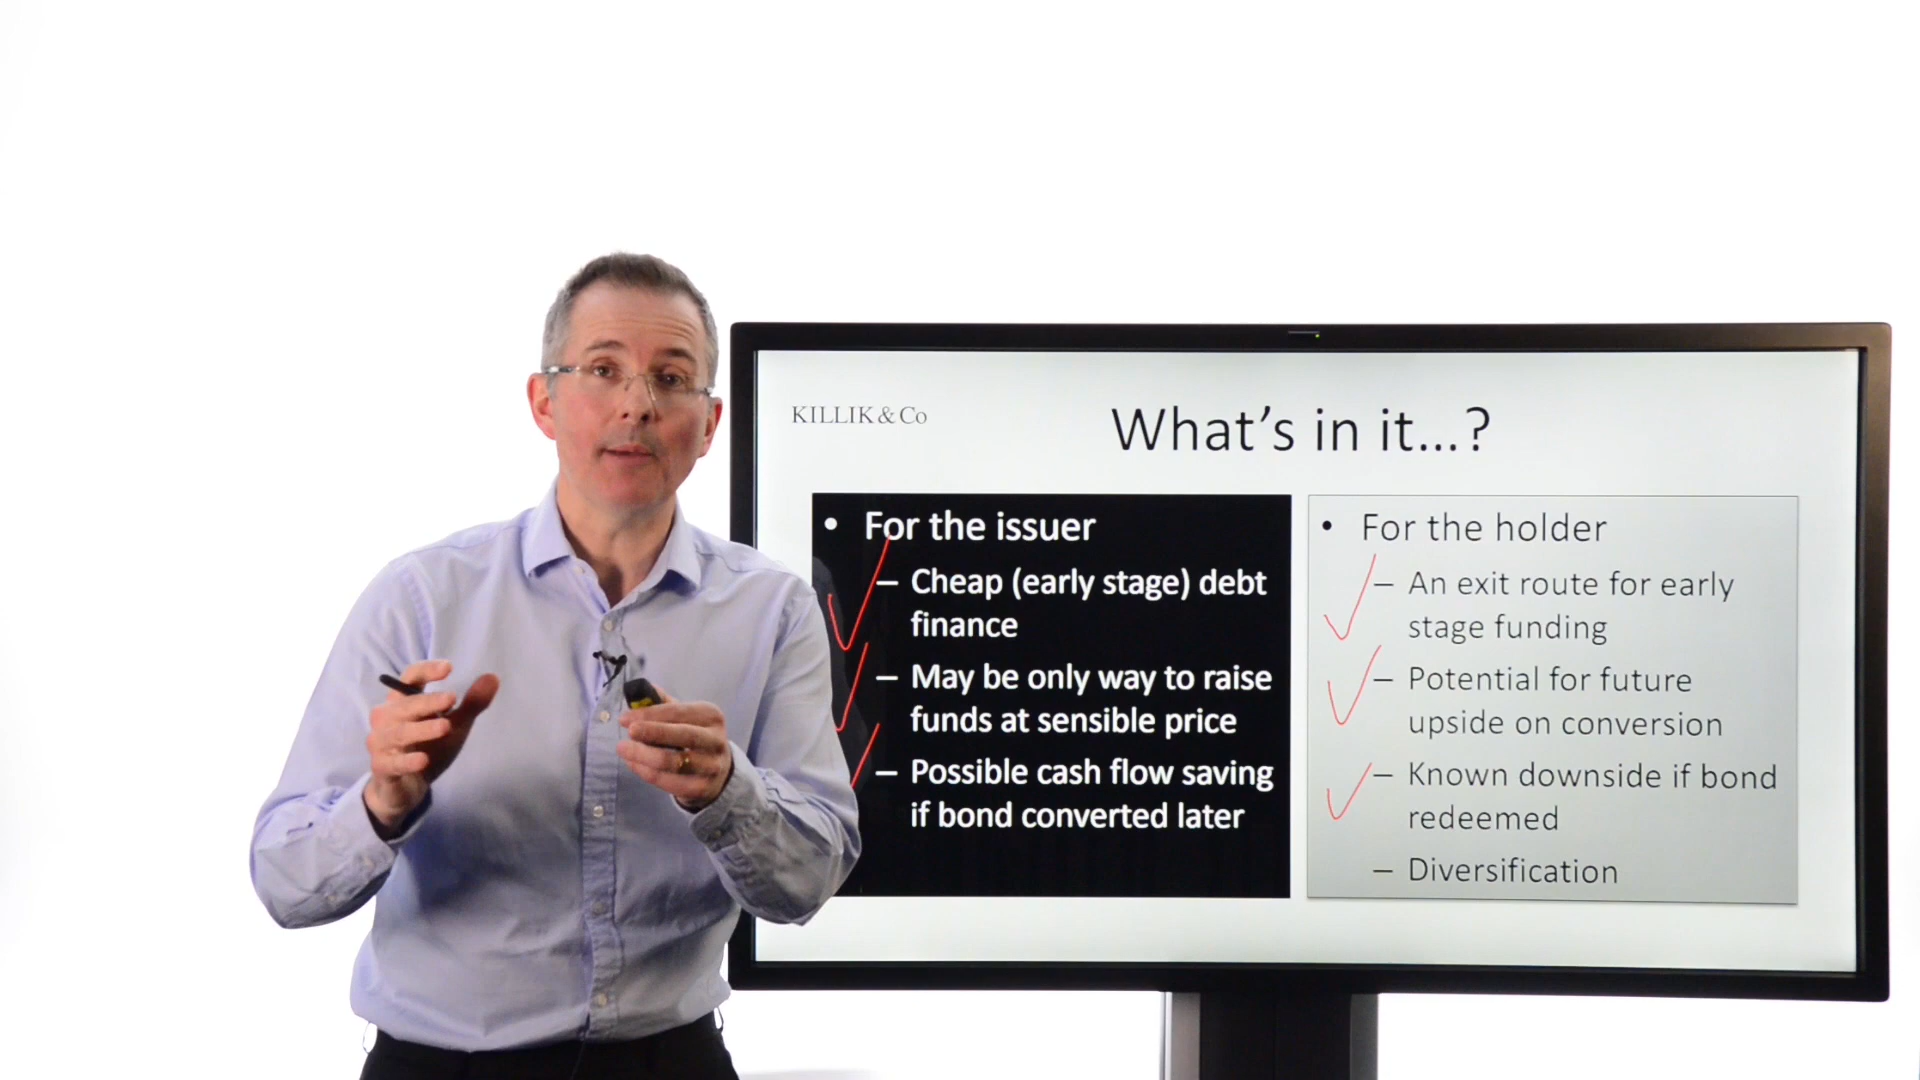 KILLIK & Co
What's in it...?
• For the issuer
– Cheap (early stage) debt
finance
– May be only way to raise
funds at sensible price
– Possible cash flow saving
if bond converted later
• For the holder
– An exit route for early
stage funding
– Potential for future
upside on conversion
– Known downside if bond
redeemed
– Diversification